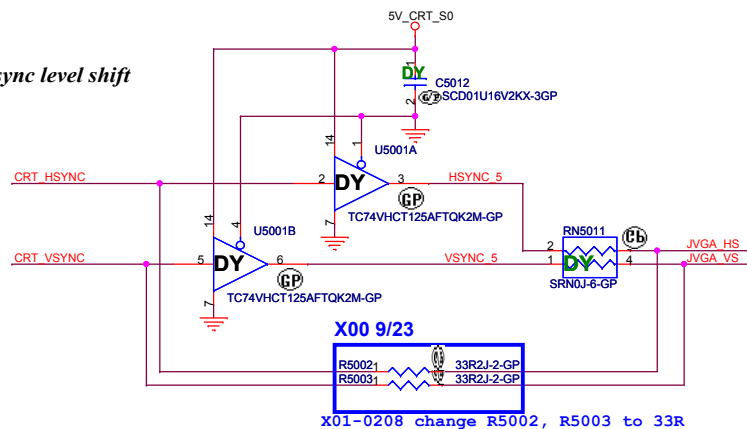 5V_CRT_S0
ync level shift
1
DY
C5012
2
G/P
SCD01U16V2KX-3GP
14
1
U5001A
CRT_HSYNC
2
DY
3
HSYNC_5
GP
TC74VHCT125AFTQK2M-GP
7
14
4
U5001B
RN5011
2
JVGA_HS
CRT_VSYNC
5
DY
6
VSYNC_5
1
DY
4
JVGA_VS
GP
TC74VHCT125AFTQK2M-GP
SRN0J-6-GP
7
X00 9/23
R5002
1
33R2J-2-GP
R5003
1
33R2J-2-GP
X01-0208 change R5002, R5003 to 33R